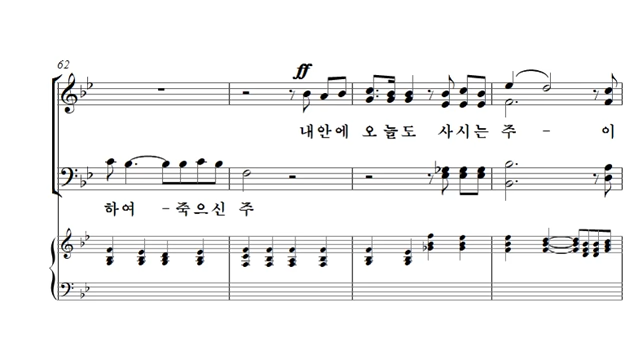 62
ff
내안에 오늘도 사시는 주 - 이
하여 - 죽으신 주